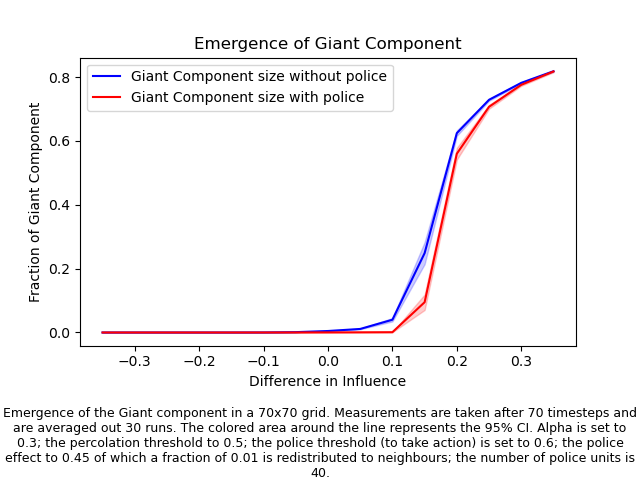 Emergence of Giant Component
Giant Component size without police
Giant Component size with police
Fraction of Giant Component
0.8
0.6
0.4
0.2
0.0
−0.3 −0.2 −0.1 0.0 0.1 0.2 0.3
Difference in Influence
Emergence of the Giant component in a 70x70 grid. Measurements are taken after 70 timesteps and
are averaged out 30 runs. The colored area around the line represents the 95% CI. Alpha is set to
0.3; the percolation threshold to 0.5; the police threshold (to take action) is set to 0.6; the police
effect to 0.45 of which a fraction of 0.01 is redistributed to neighbours; the number of police units is
40.